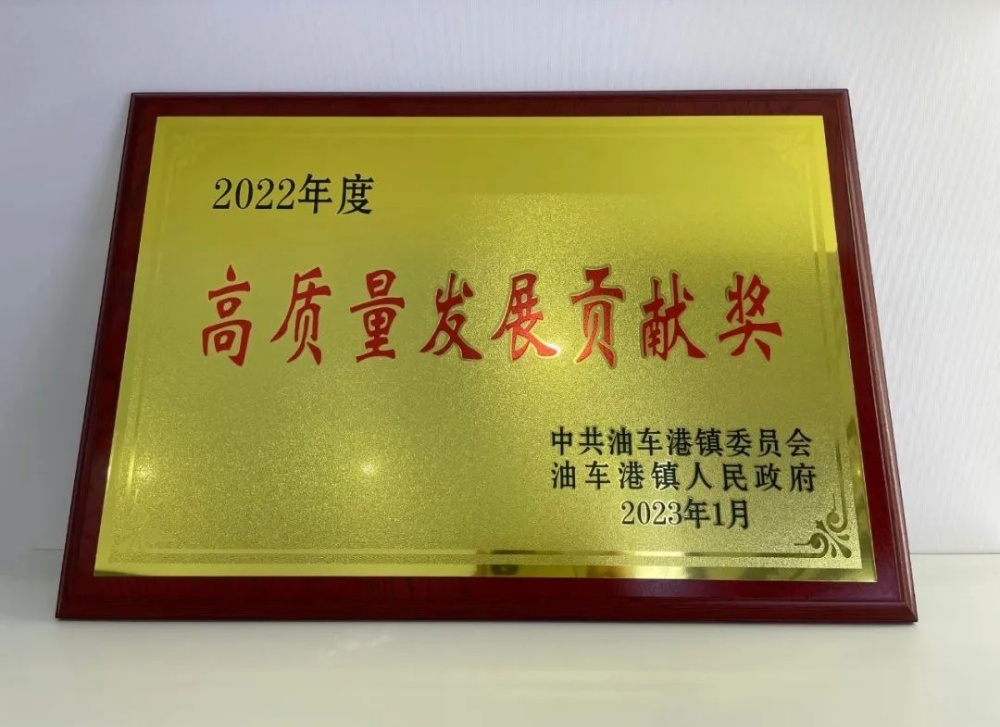 2022年度
高质量发展贡献奖
中共油车港镇委员会
油车港镇人民政府
2023年1月